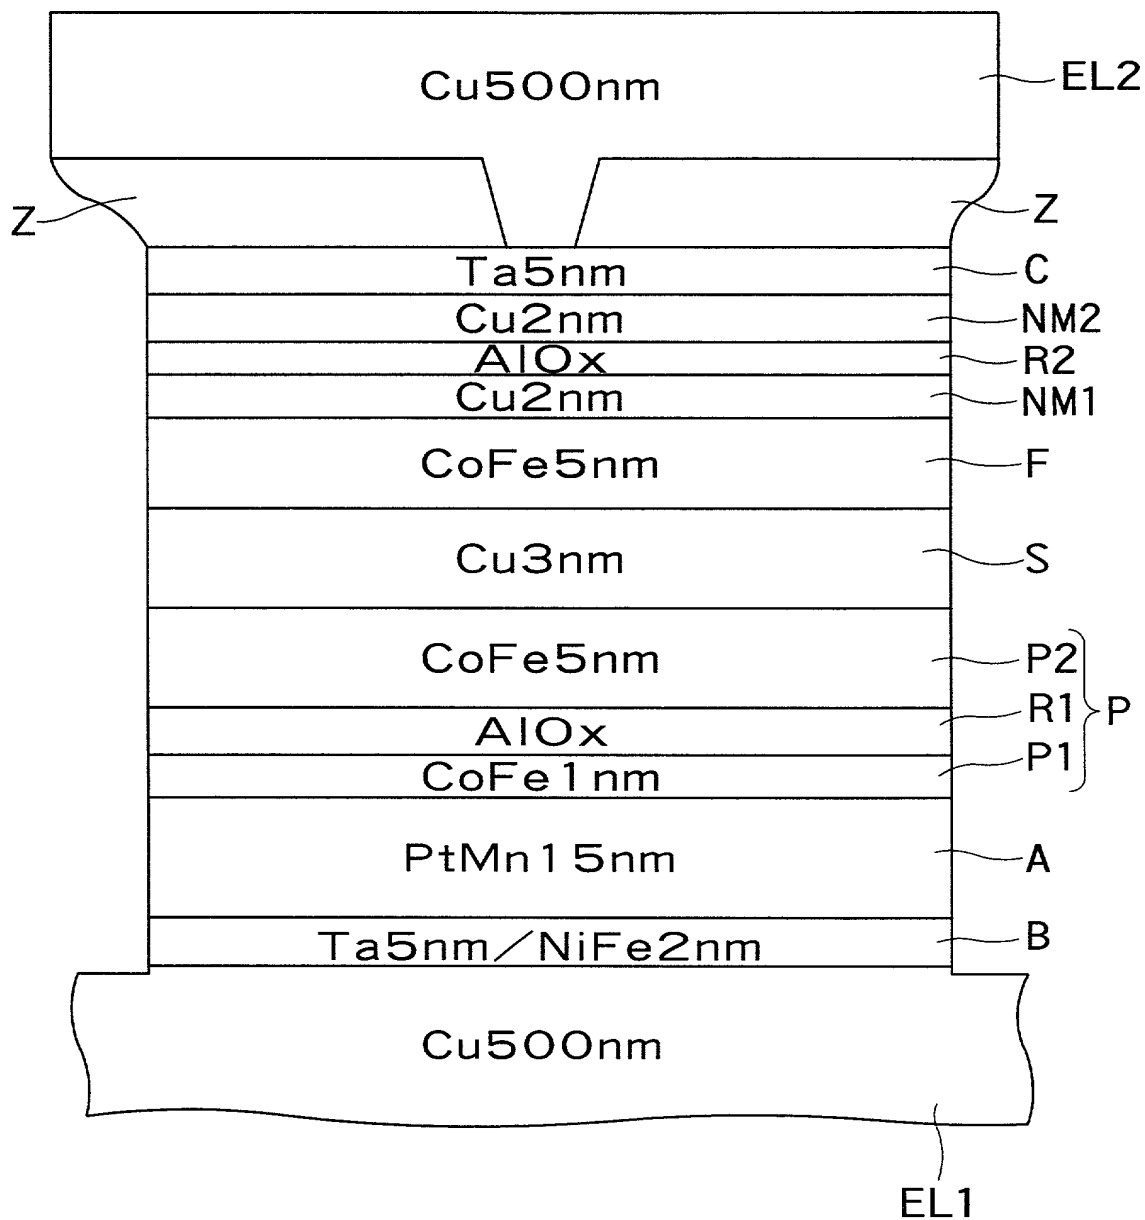 Cu500nm EL2
Z Z
Ta5nm C
Cu2nm NM2
AlOx R2
Cu2nm NM1
CoFe5nm F
Cu3nm S
CoFe5nm P2
AlOx R1 P
CoFe1nm P1
PtMn15nm A
Ta5nm/NiFe2nm B
Cu500nm
EL1